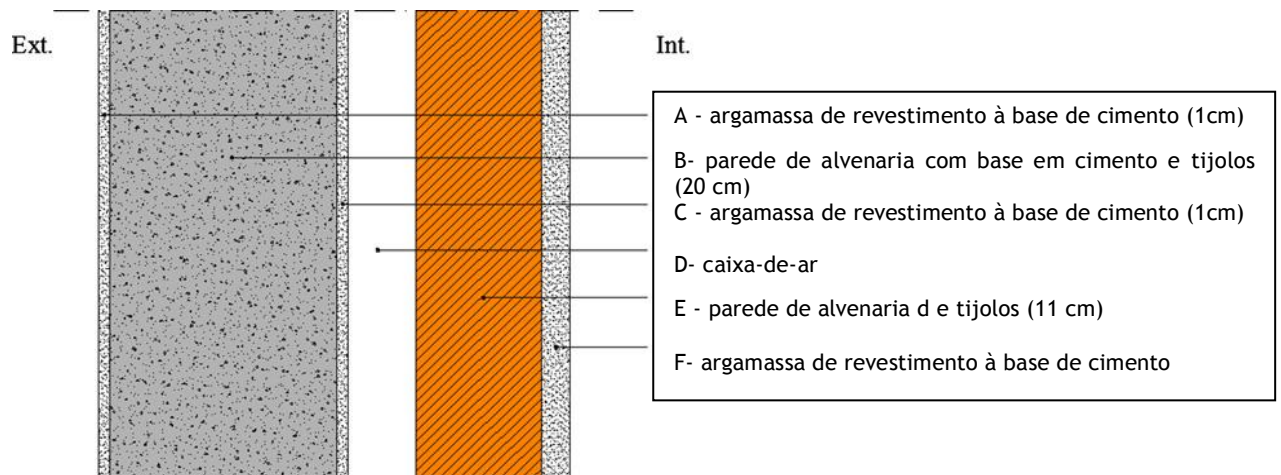 Ext.
Int.
A - argamassa de revestimento à base de cimento (1cm)
B- parede de alvenaria com base em cimento e tijolos
(20 cm)
C - argamassa de revestimento à base de cimento (1cm)
D- caixa-de-ar
E - parede de alvenaria d e tijolos (11 cm)
F- argamassa de revestimento à base de cimento